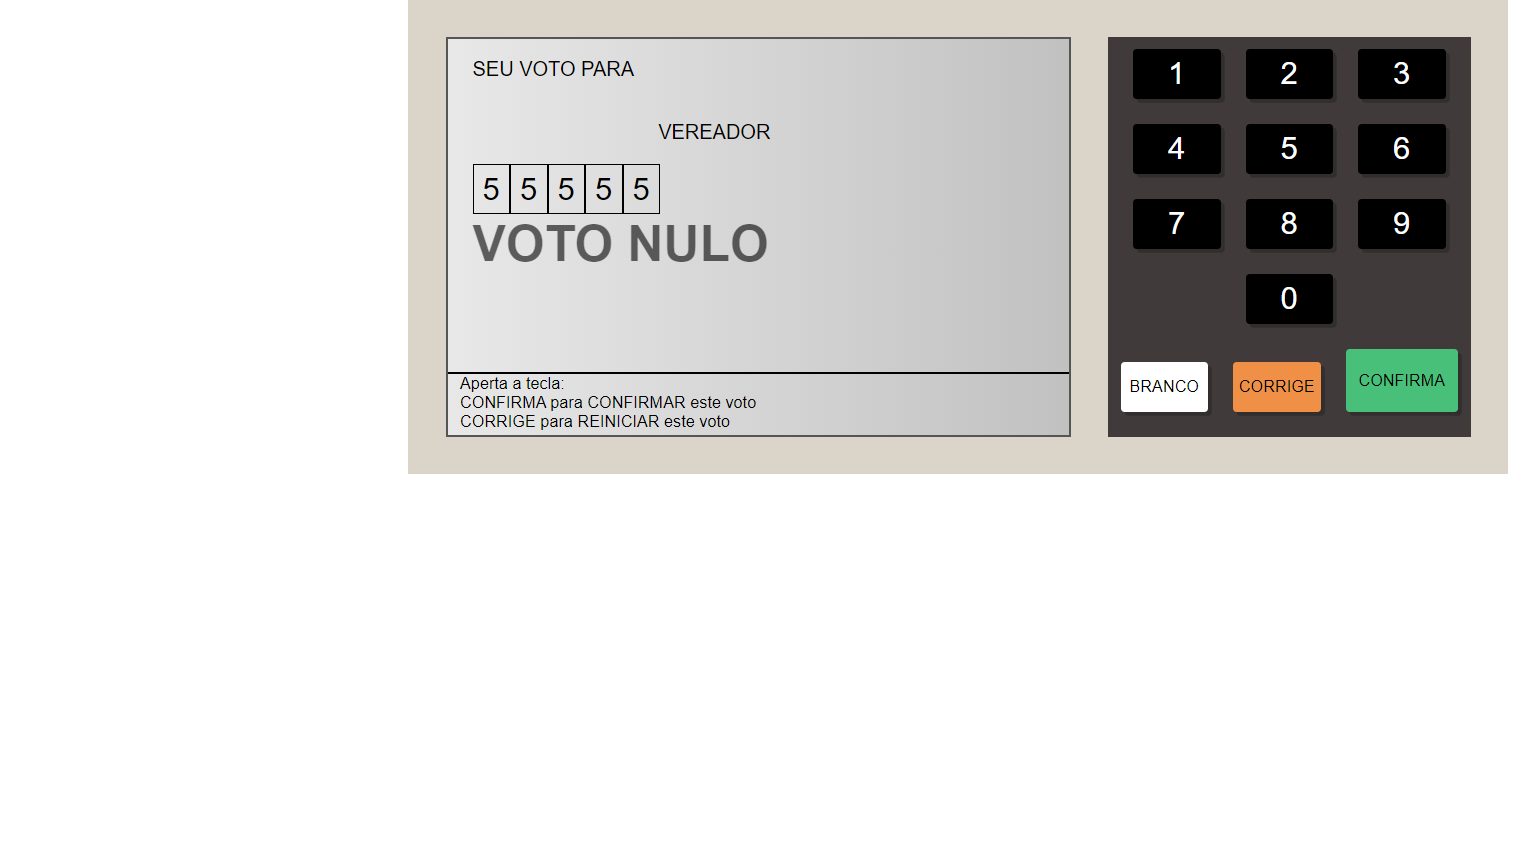 SEU VOTO PARA
VEREADOR
5 5 5 5 5
VOTO NULO
Aperta a tecla:
CONFIRMA para CONFIRMAR este voto
CORRIGE para REINICIAR este voto
1 2 3
4 5 6
7 8 9
0
BRANCO CORRIGE CONFIRMA